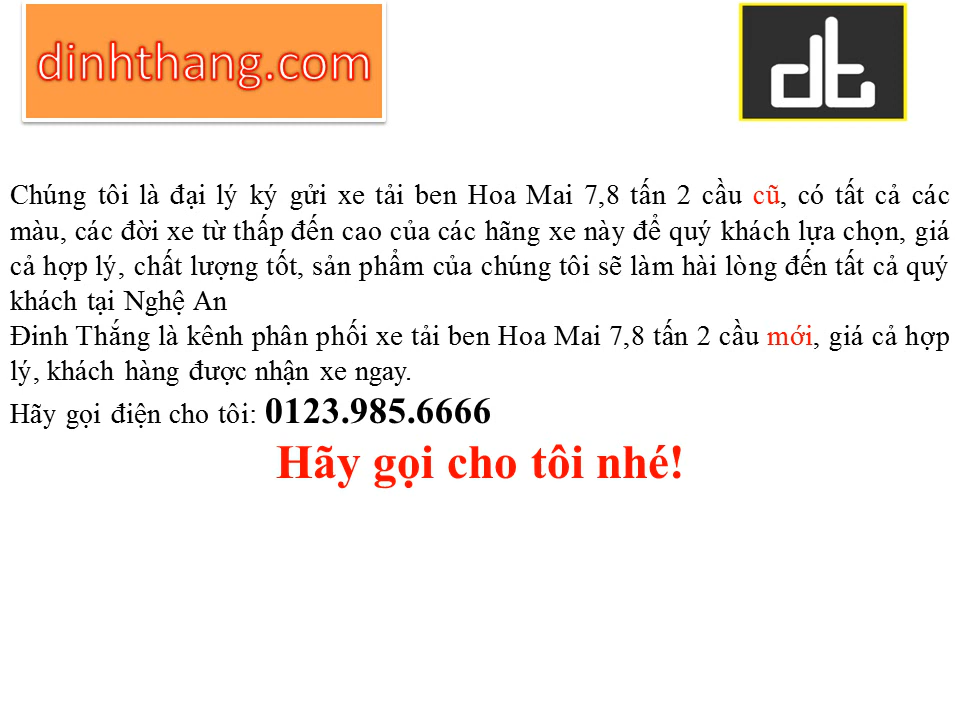 dinhthang.com
dt
Chúng tôi là đại lý ký gửi xe tải ben Hoa Mai 7,8 tấn 2 cầu cũ, có tất cả các
màu, các đời xe từ thấp đến cao của các hãng xe này để quý khách lựa chọn, giá
cả hợp lý, chất lượng tốt, sản phẩm của chúng tôi sẽ làm hài lòng đến tất cả quý
khách tại Nghệ An
Đinh Thắng là kênh phân phối xe tải ben Hoa Mai 7,8 tấn 2 cầu mới, giá cả hợp
lý, khách hàng được nhận xe ngay.
Hãy gọi điện cho tôi: 0123.985.6666
Hãy gọi cho tôi nhé!